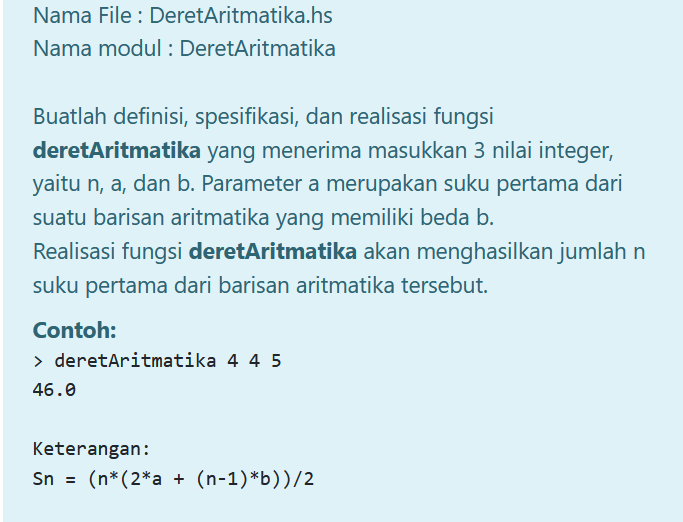 Nama File : DeretAritmatika.hs
Nama modul : DeretAritmatika
Buatlah definisi, spesifikasi, dan realisasi fungsi
deretAritmatika yang menerima masukkan 3 nilai integer,
yaitu n, a, dan b. Parameter a merupakan suku pertama dari
suatu barisan aritmatika yang memiliki beda b.
Realisasi fungsi deretAritmatika akan menghasilkan jumlah n
suku pertama dari barisan aritmatika tersebut.
Contoh:
> deretAritmatika 4 4 5
46.0
Keterangan:
Sn = (n*(2*a + (n-1)*b))/2